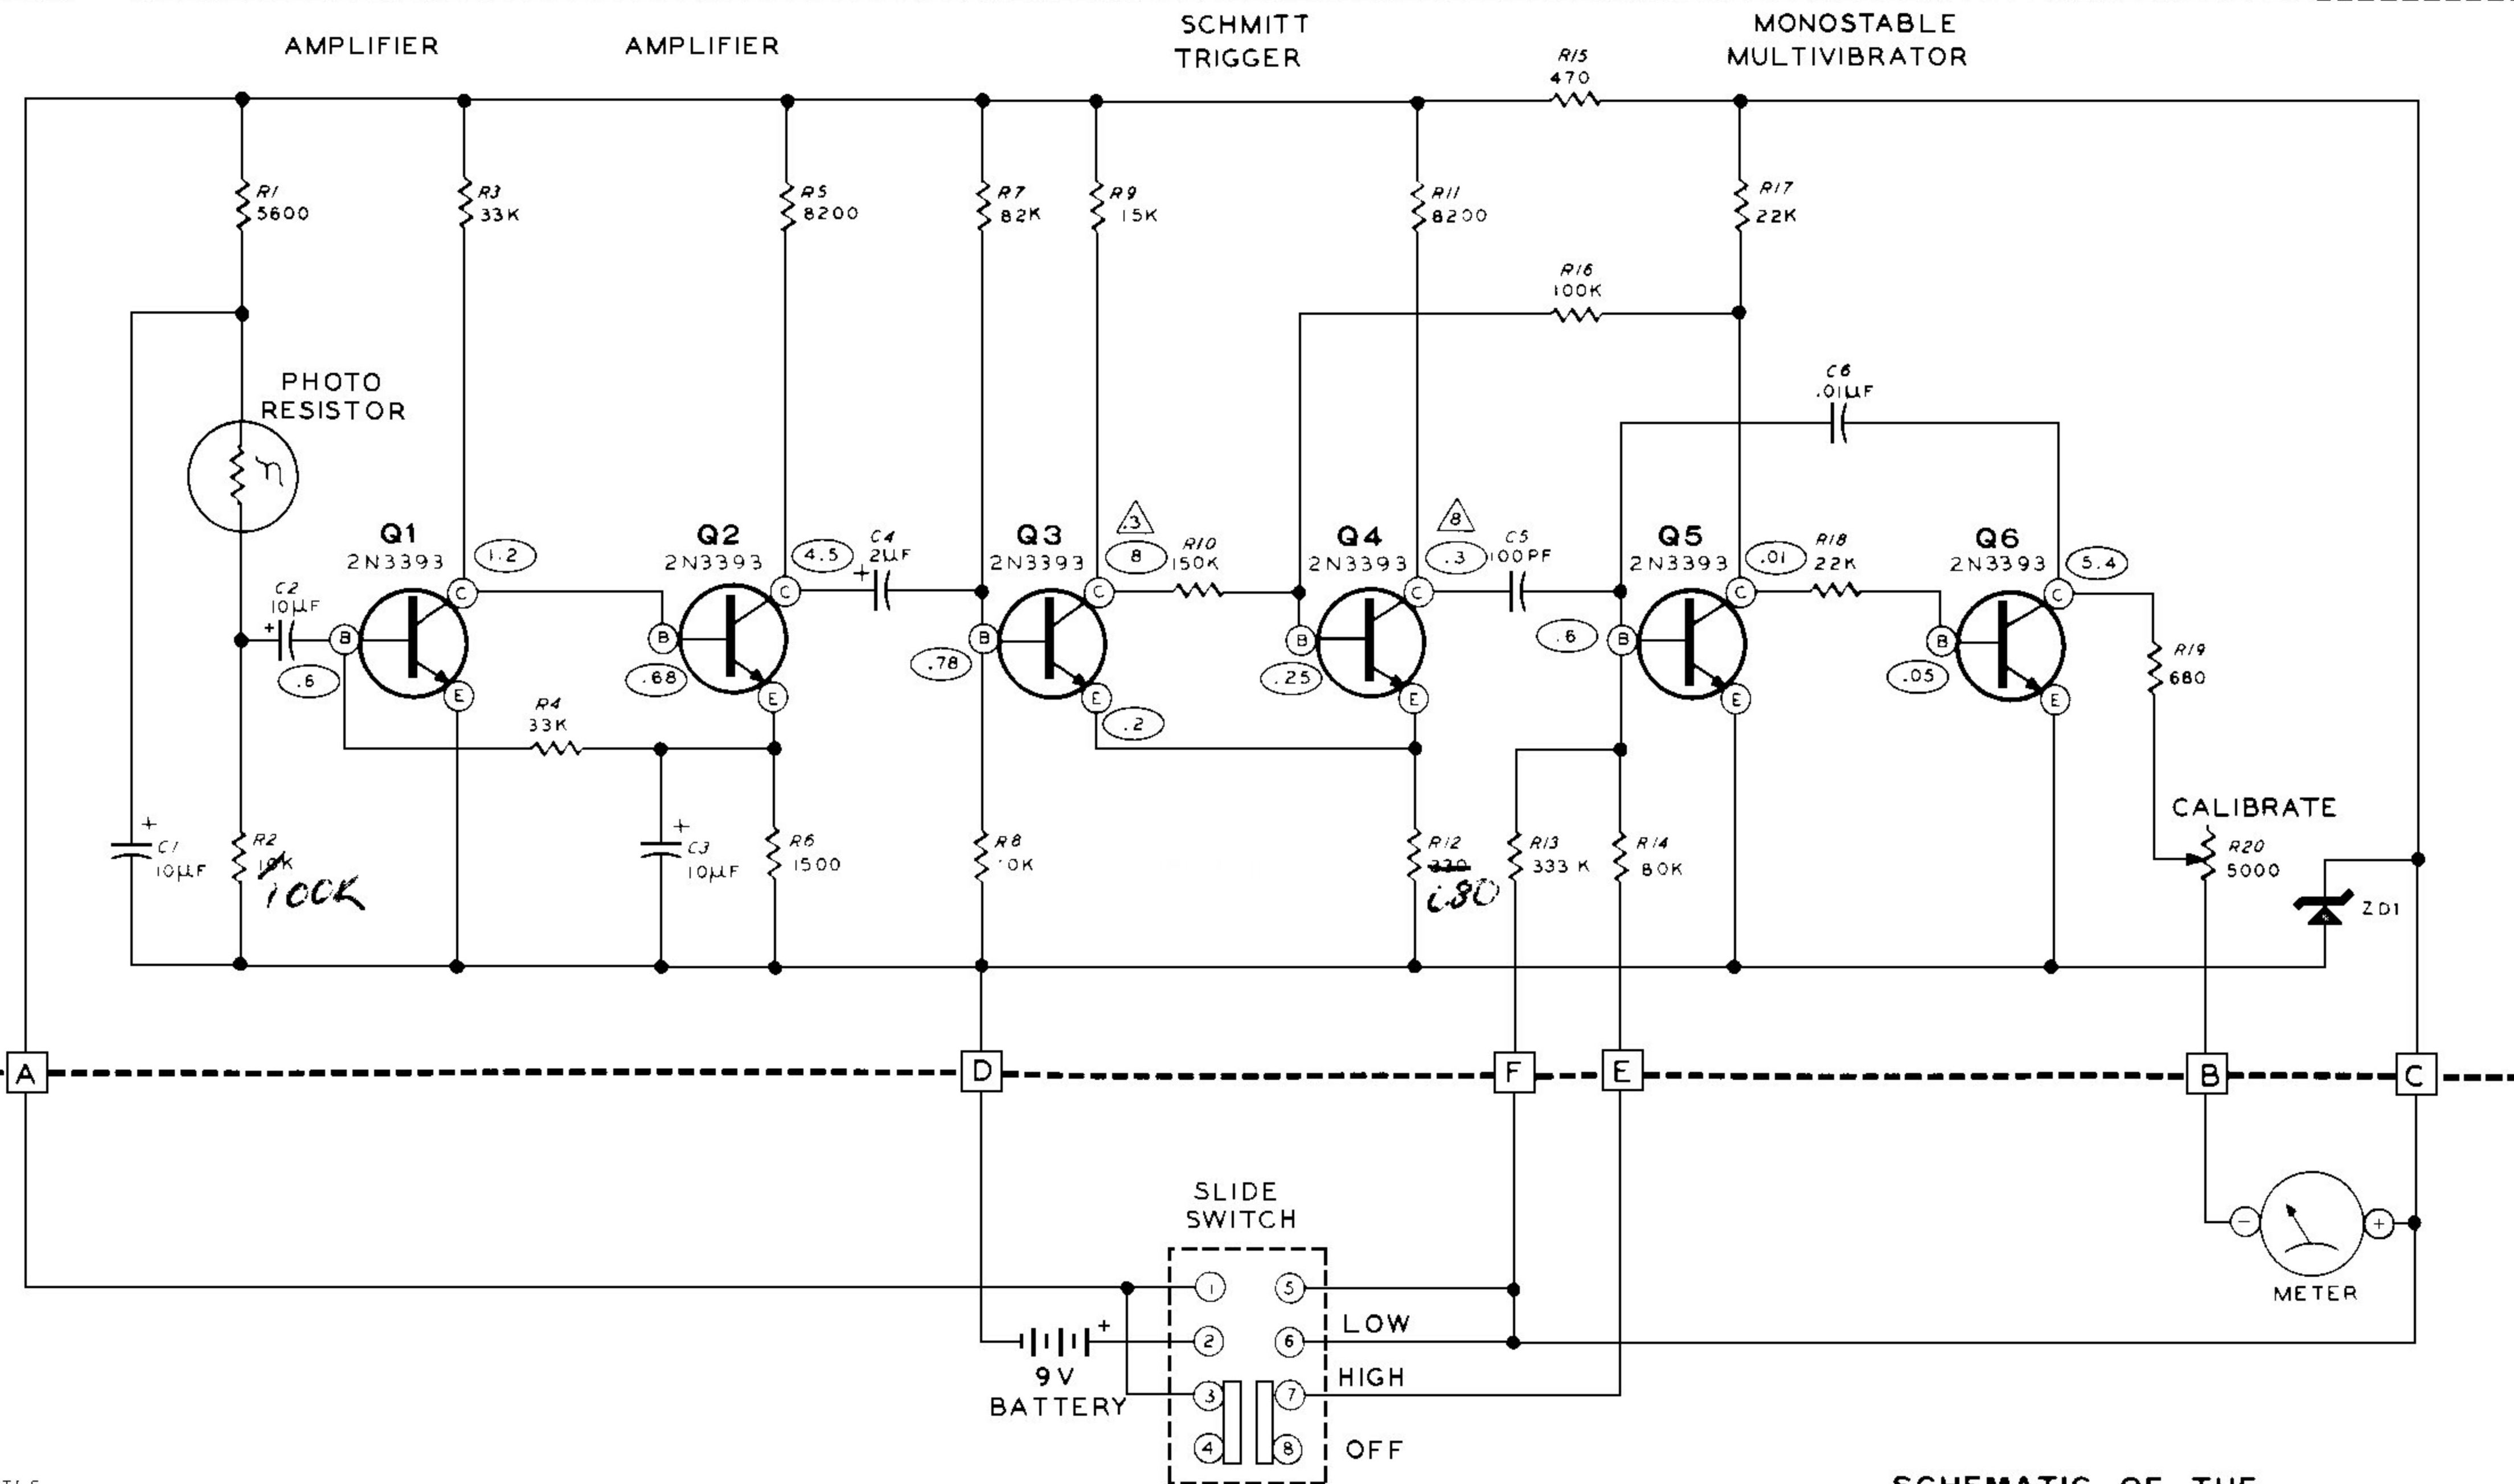 AMPLIFIER
AMPLIFIER
SCHMITT
TRIGGER
MONOSTABLE
MULTIVIBRATOR
R15
470
R1
5600
R3
33K
R5
8200
R7
82K
R9
15K
R11
8200
R17
22K
R16
100K
C6
.01µF
PHOTO
RESISTOR
η
Q1
2N3393
1.2
C
B
E
.6
C2
10µF
+
Q2
2N3393
4.5
C
B
E
.68
C4
2µF
+
Q3
2N3393
.3
8
C
B
E
.78
.2
R10
150K
Q4
2N3393
8
.3
C
B
E
.25
C5
100PF
Q5
2N3393
.01
C
B
E
.6
R18
22K
Q6
2N3393
5.4
C
B
E
.05
R19
680
R4
33K
CALIBRATE
R20
5000
+
C1
10µF
R2
10K
100K
+
C3
10µF
R6
1500
R8
10K
R12
330
180
R13
333 K
R14
80K
ZD1
A
D
F
E
B
C
SLIDE
SWITCH
1
2
3
4
5
6
7
8
LOW
HIGH
OFF
+
9V
BATTERY
−
+
METER
SCHEMATIC OF THE